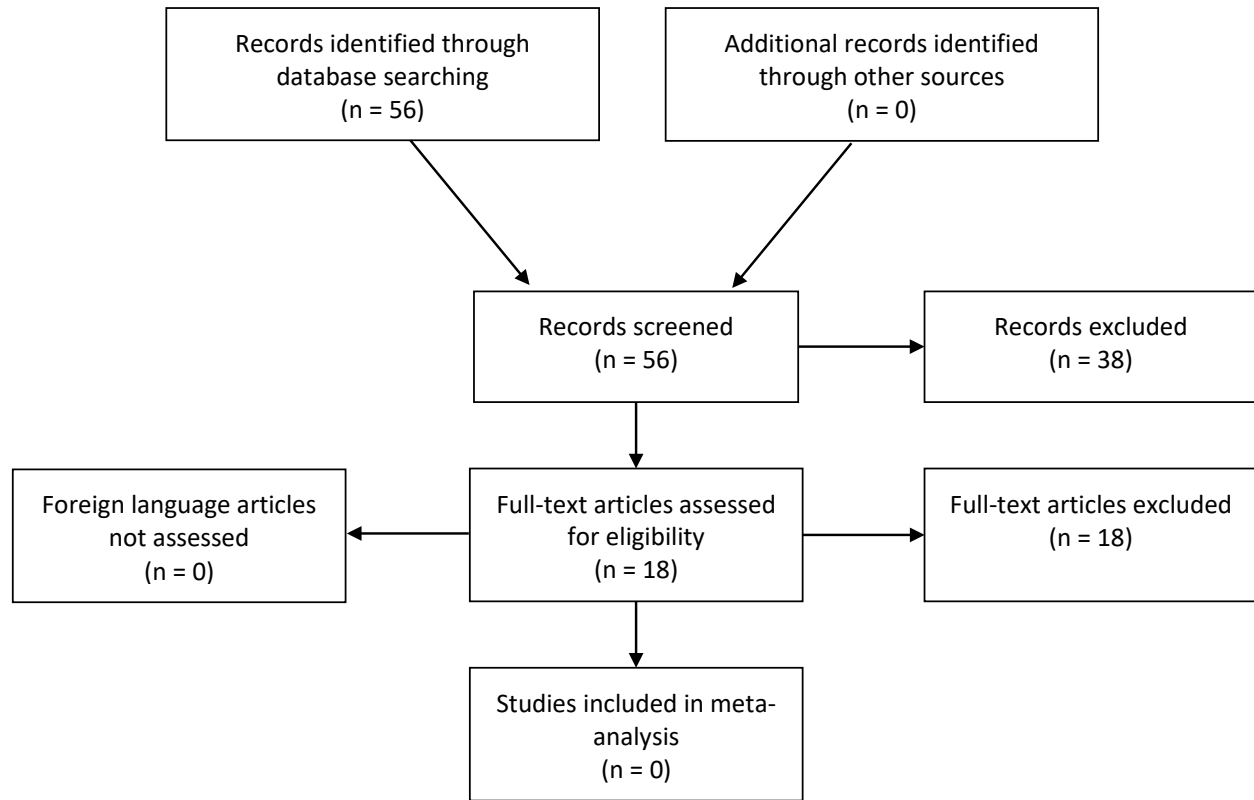 Records identified through
database searching
(n = 56)
Additional records identified
through other sources
(n = 0)
Records screened
(n = 56)
Records excluded
(n = 38)
Foreign language articles
not assessed
(n = 0)
Full-text articles assessed
for eligibility
(n = 18)
Full-text articles excluded
(n = 18)
Studies included in meta-
analysis
(n = 0)